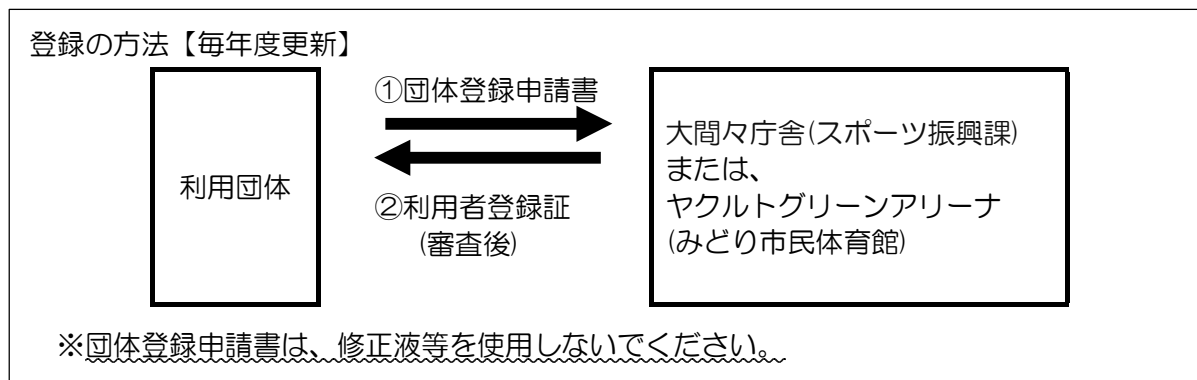 登録の方法【毎年度更新】
利用団体
①団体登録申請書
②利用者登録証
(審査後)
大間々庁舎(スポーツ振興課)
または、
ヤクルトグリーンアリーナ
(みどり市民体育館)
※団体登録申請書は、修正液等を使用しないでください。